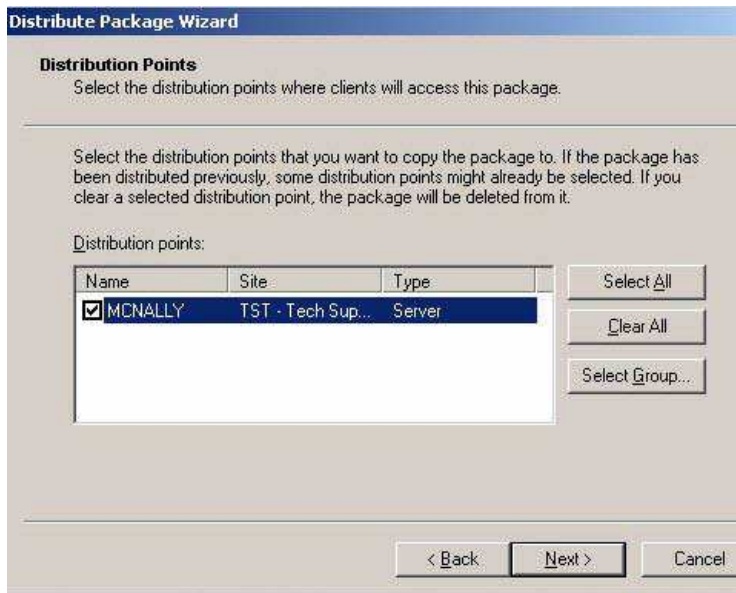 Distribute Package Wizard
Distribution Points
Select the distribution points where clients will access this package.
Select the distribution points that you want to copy the package to. If the package has
been distributed previously, some distribution points might already be selected. If you
clear a selected distribution point, the package will be deleted from it.
Distribution points:
Name Site Type
MCNALLY TST - Tech Sup... Server
Select All
Clear All
Select Group...
< Back Next > Cancel